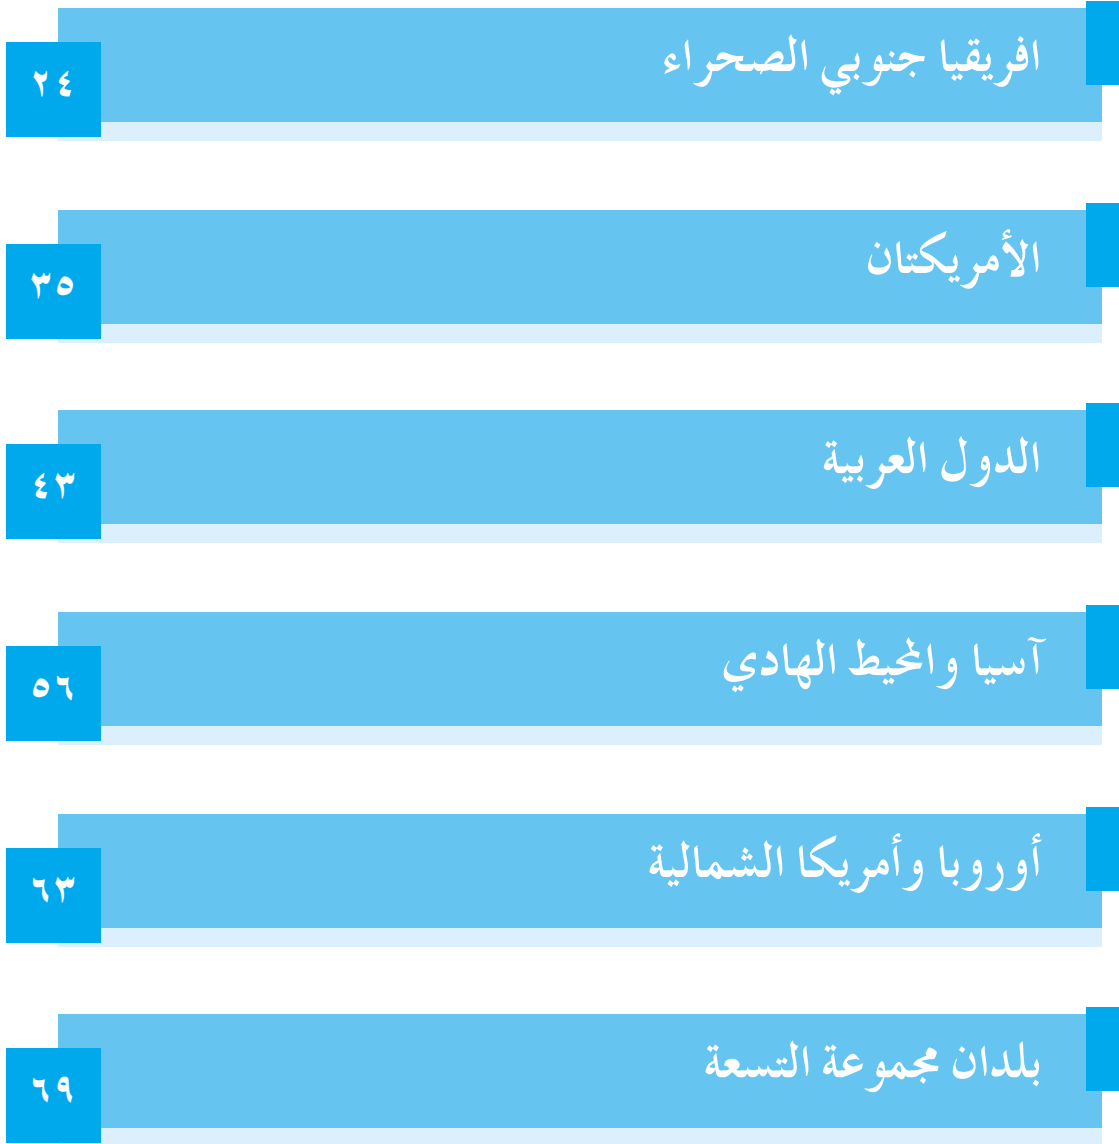 افريقيا جنوبي الصحراء
٢٤
الأمريكتان
٣٥
الدول العربية
٤٣
آسيا والمحيط الهادي
٥٦
أوروبا وأمريكا الشمالية
٦٣
بلدان مجموعة التسعة
٦٩